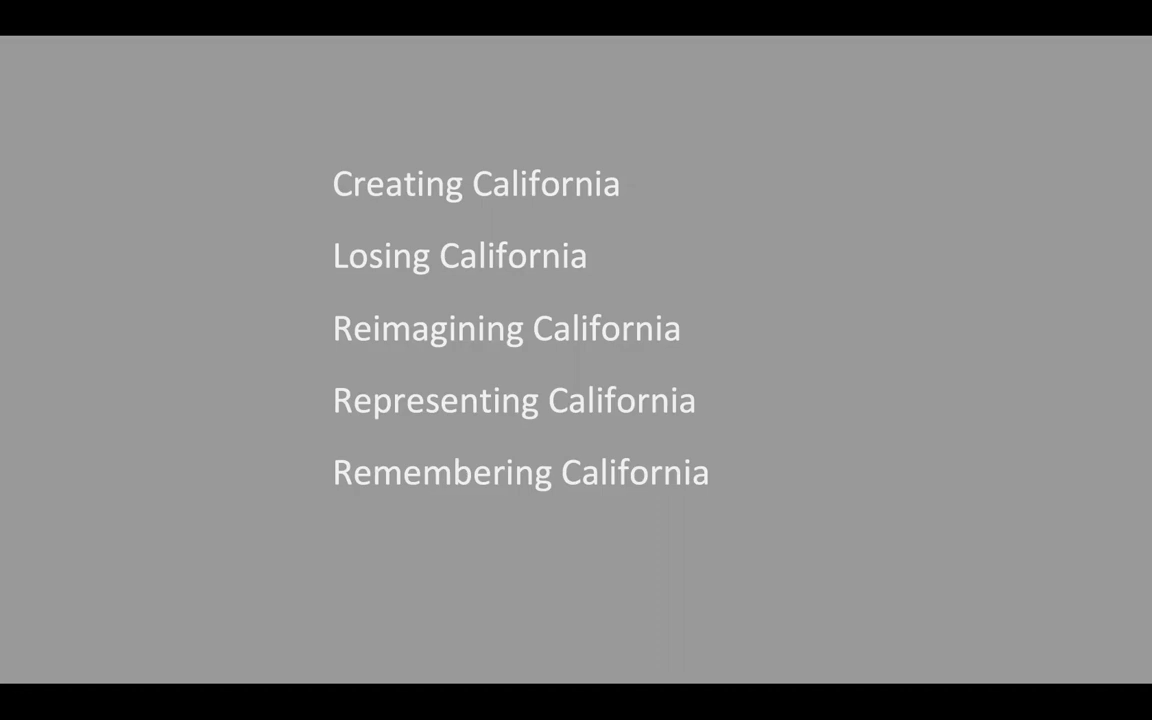 Creating California
Losing California
Reimagining California
Representing California
Remembering California